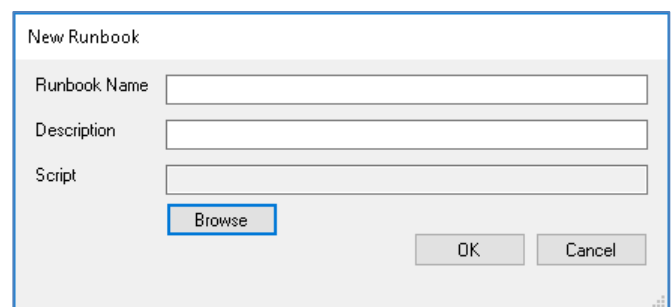 New Runbook
Runbook Name
Description
Script
Browse
OK Cancel